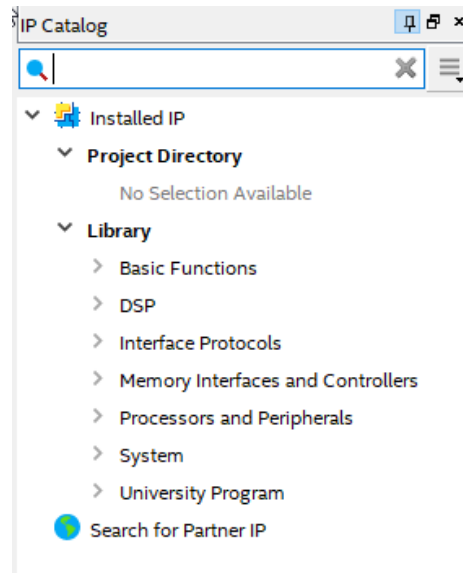 IP Catalog
Installed IP
Project Directory
No Selection Available
Library
Basic Functions
DSP
Interface Protocols
Memory Interfaces and Controllers
Processors and Peripherals
System
University Program
Search for Partner IP